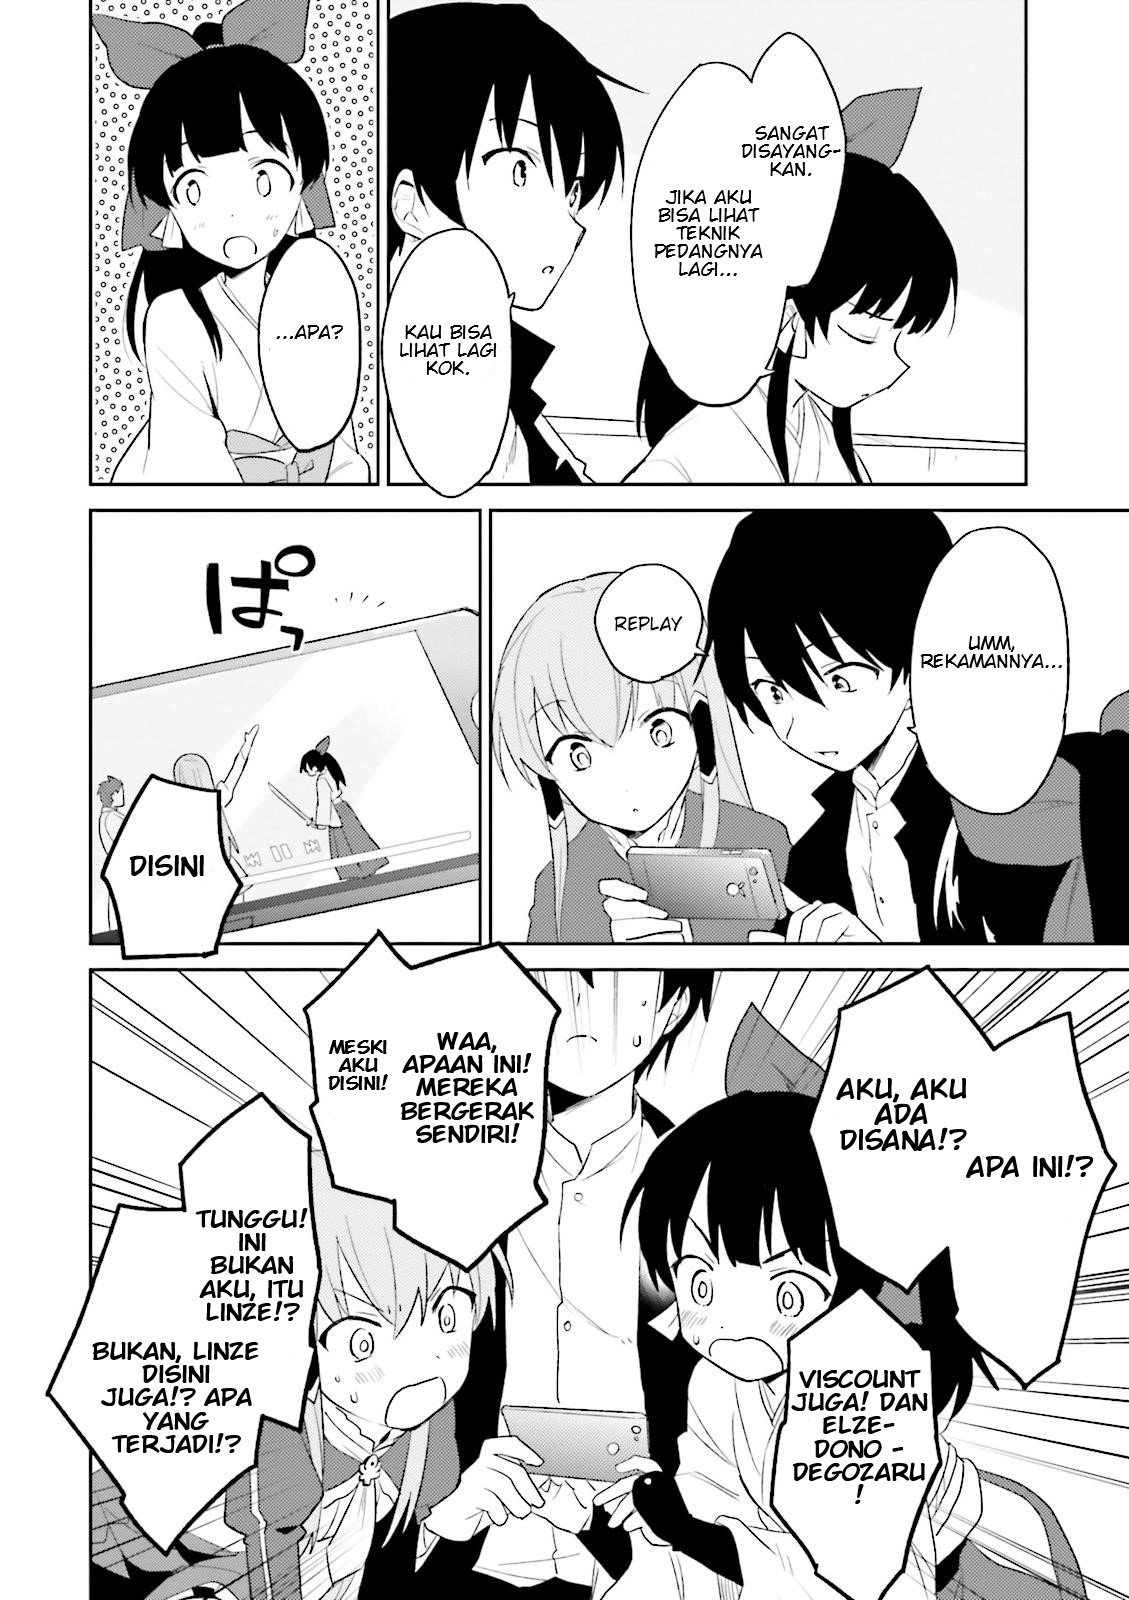 SANGAT
DISAYANG-
KAN.
JIKA AKU
BISA LIHAT
TEKNIK
PEDANGNYA
LAGI...
KAU BISA
LIHAT LAGI
KOK.
...APA?
UMM,
REKAMANNYA...
REPLAY
ぱっ
DISINI
AKU, AKU
ADA
DISANA!?
APA INI!?
WAA,
APAAN INI!
MEREKA
BERGERAK
SENDIRI!
MESKI
AKU
DISINI!
TUNGGU!
INI
BUKAN
AKU, ITU
LINZE!?
BUKAN, LINZE
DISINI
JUGA!? APA
YANG
TERJADI!?
VISCOUNT
JUGA! DAN
ELZE-
DONO -
DEGOZARU
!